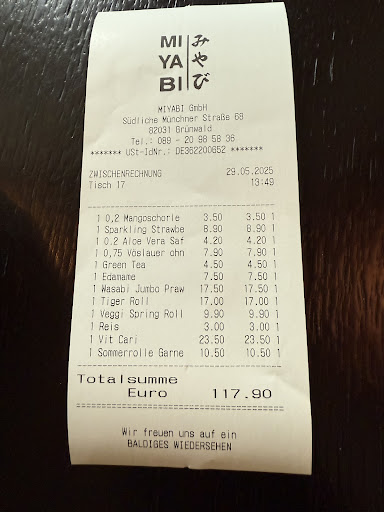 MI
YA
BI
みやび
MIYABI GmbH
Südliche Münchner Straße 68
82031 Grünwald
Tel.: 089 - 20 98 58 36
******* USt-IdNr.: DE362200652 *******
ZWISCHENRECHNUNG 29.05.2025
Tisch 17 13:49
1 0,2 Mangoschorle 3.50 3.50 1
1 Sparkling Strawbe 8.90 8.90 1
1 0.2 Aloe Vera Saf 4.20 4.20 1
1 0,75 Vöslauer ohn 7.90 7.90 1
1 Green Tea 4.50 4.50 1
1 Edamame 7.50 7.50 1
1 Wasabi Jumbo Praw 17.50 17.50 1
1 Tiger Roll 17.00 17.00 1
1 Veggi Spring Roll 9.90 9.90 1
1 Reis 3.00 3.00 1
1 Vit Cari 23.50 23.50 1
1 Sommerrolle Garne 10.50 10.50 1
Totalsumme
Euro 117.90
Wir freuen uns auf ein
BALDIGES WIEDERSEHEN